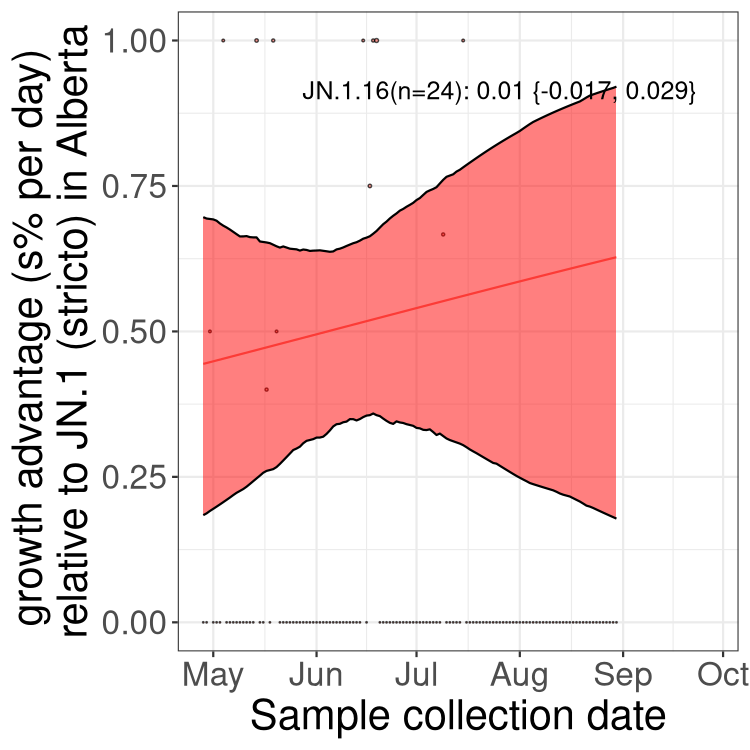 growth advantage (s% per day)
relative to JN.1 (stricto) in Alberta
1.00
0.75
0.50
0.25
0.00
JN.1.16(n=24): 0.01 {-0.017, 0.029}
May Jun Jul Aug Sep Oct
Sample collection date